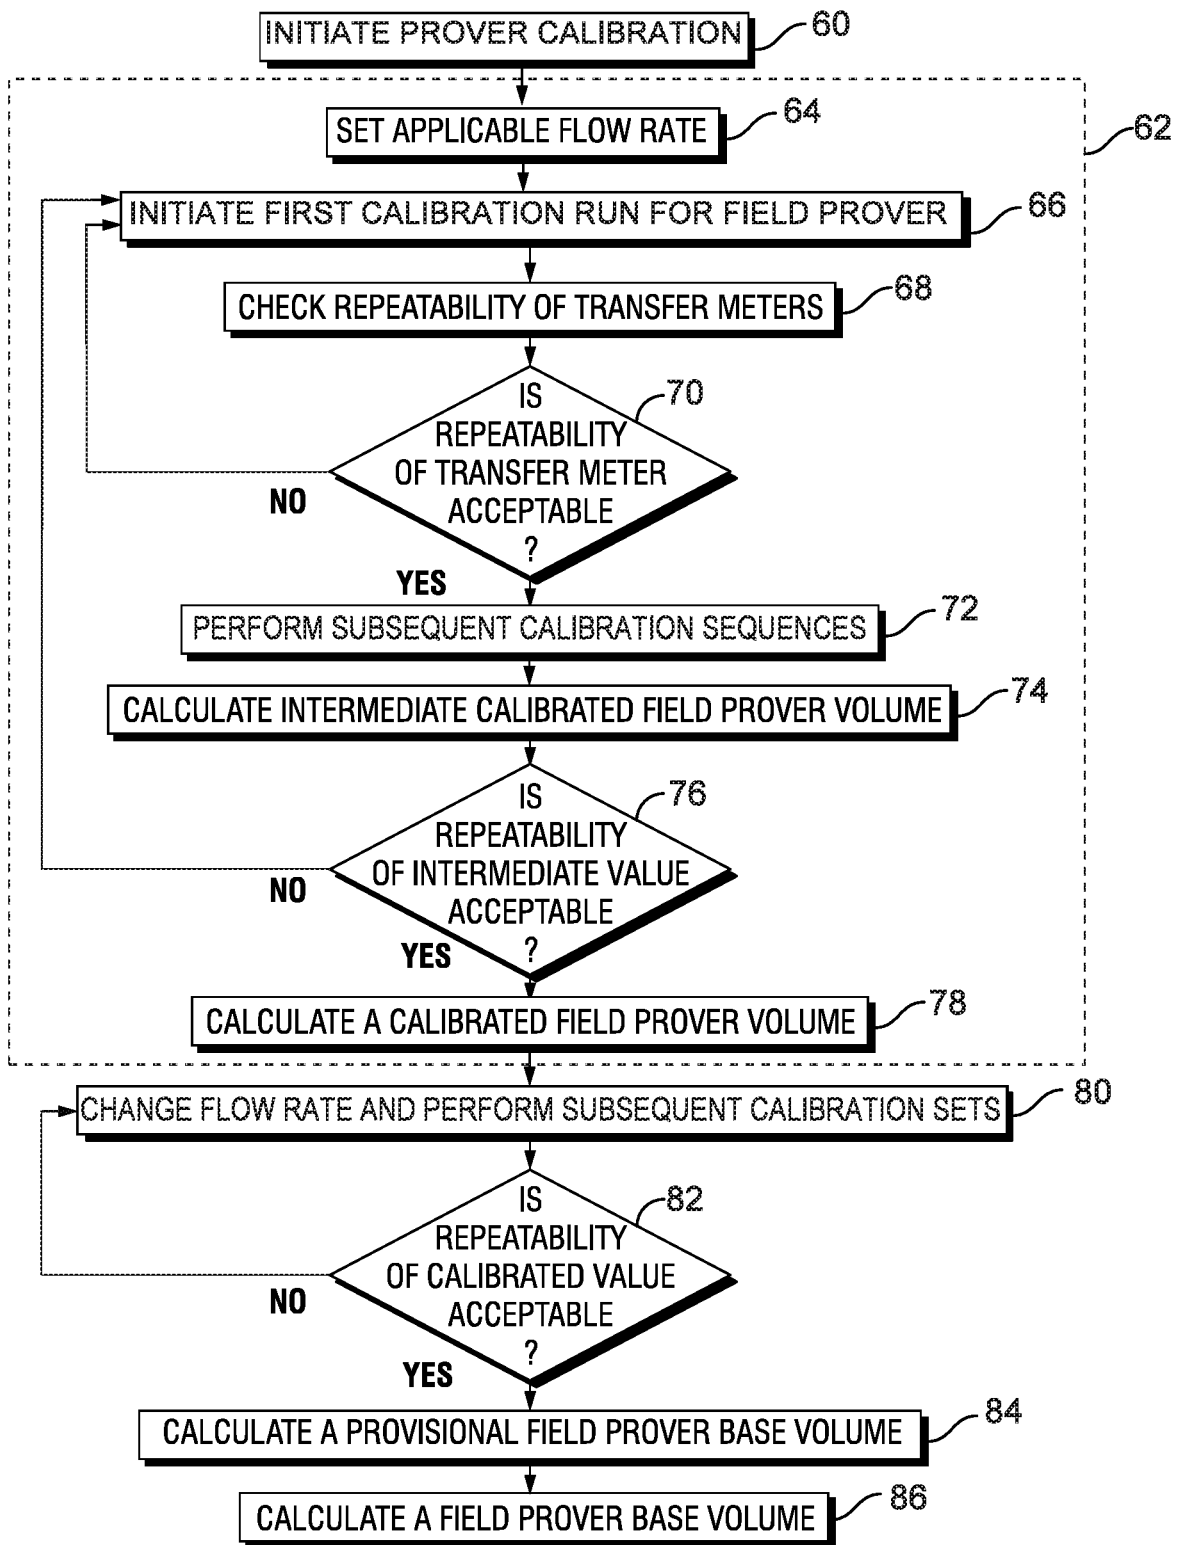 INITIATE PROVER CALIBRATION
60
SET APPLICABLE FLOW RATE
64
62
INITIATE FIRST CALIBRATION RUN FOR FIELD PROVER
66
CHECK REPEATABILITY OF TRANSFER METERS
68
IS
REPEATABILITY
OF TRANSFER METER
ACCEPTABLE
?
70
NO
YES
PERFORM SUBSEQUENT CALIBRATION SEQUENCES
72
CALCULATE INTERMEDIATE CALIBRATED FIELD PROVER VOLUME
74
IS
REPEATABILITY
OF INTERMEDIATE VALUE
ACCEPTABLE
?
76
NO
YES
CALCULATE A CALIBRATED FIELD PROVER VOLUME
78
CHANGE FLOW RATE AND PERFORM SUBSEQUENT CALIBRATION SETS
80
IS
REPEATABILITY
OF CALIBRATED VALUE
ACCEPTABLE
?
82
NO
YES
CALCULATE A PROVISIONAL FIELD PROVER BASE VOLUME
84
CALCULATE A FIELD PROVER BASE VOLUME
86